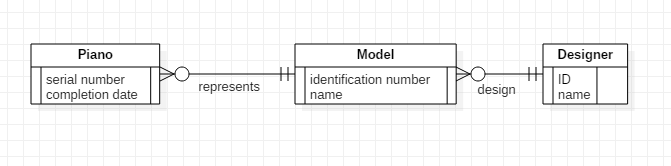 Piano
serial number
completion date
represents
Model
identification number
name
design
Designer
ID
name